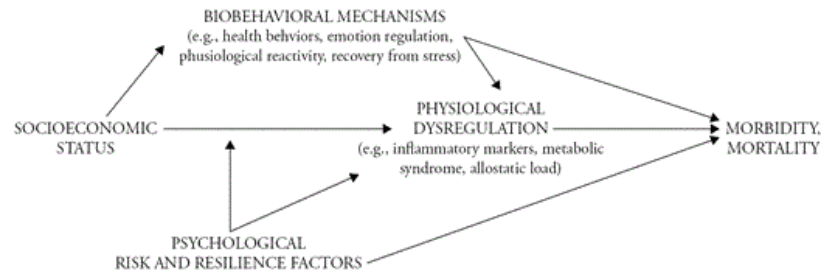 BIOBEHAVIORAL MECHANISMS
(e.g., health behviors, emotion regulation,
phusiological reactivity, recovery from stress)
SOCIOECONOMIC
STATUS
PHYSIOLOGICAL
DYSREGULATION
(e.g., inflammatory markers, metabolic
syndrome, allostatic load)
MORBIDITY,
MORTALITY
PSYCHOLOGICAL
RISK AND RESILIENCE FACTORS